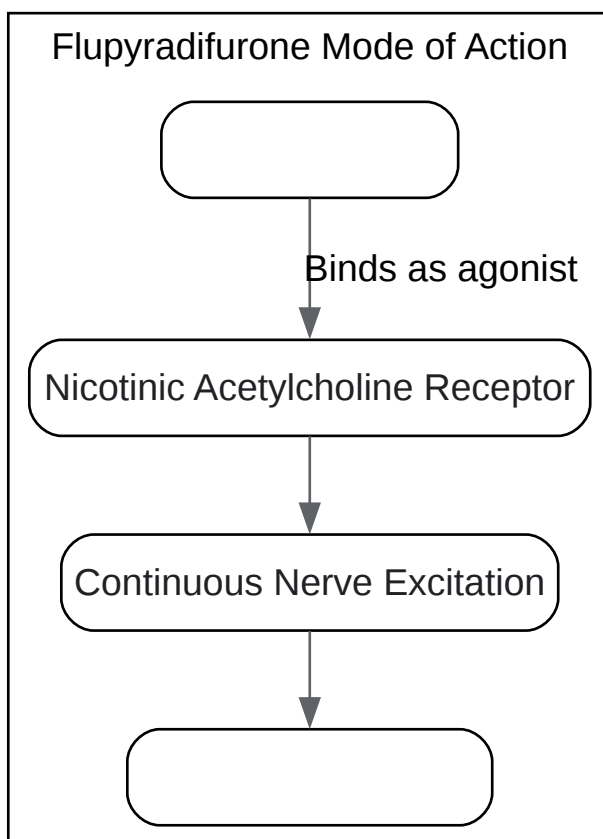 Flupyradifurone Mode of Action
Binds as agonist
Nicotinic Acetylcholine Receptor
Continuous Nerve Excitation